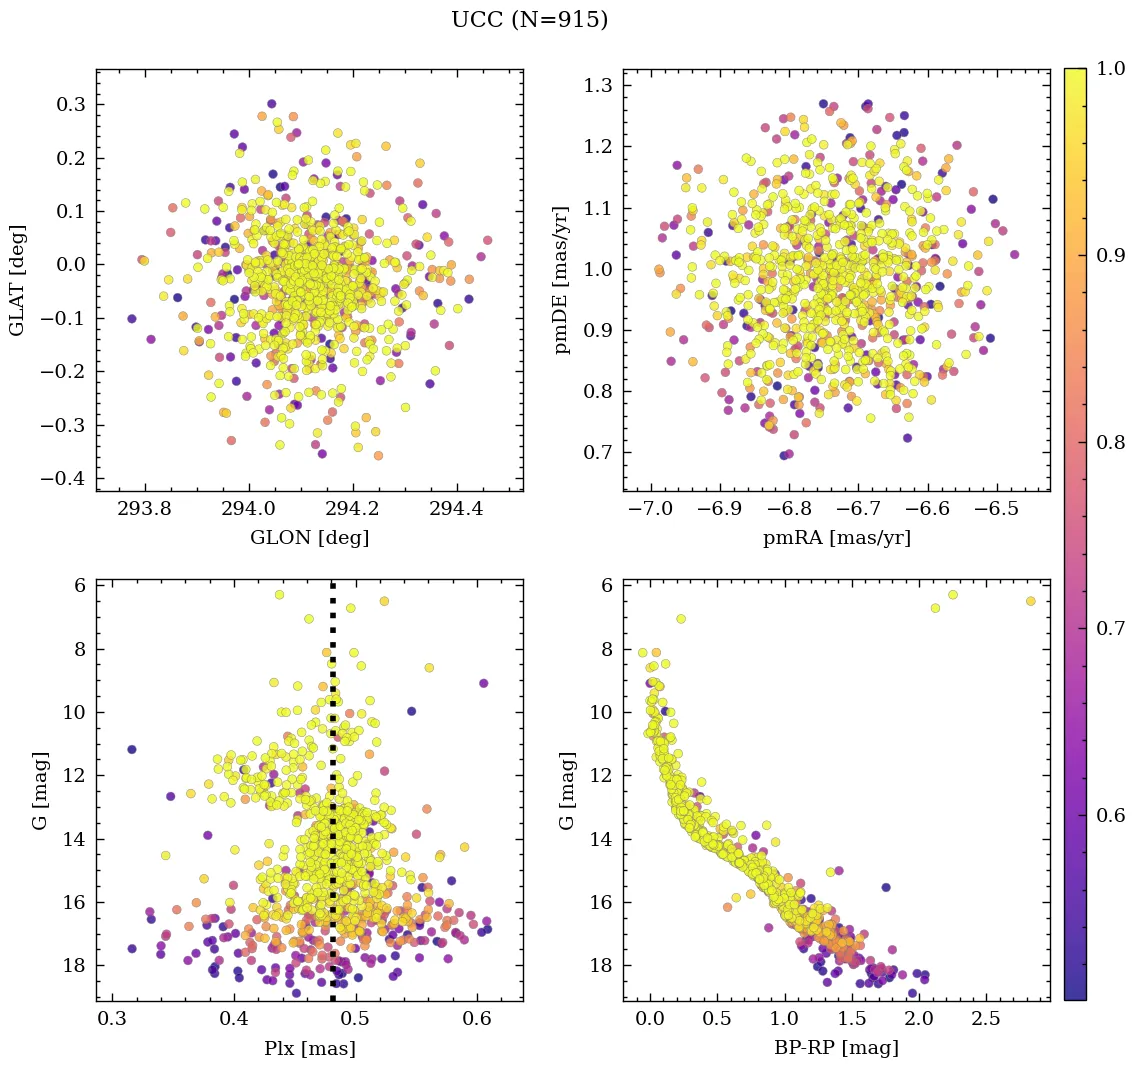 UCC (N=915)
0.3
0.2
0.1
0.0
−0.1
−0.2
−0.3
−0.4
GLAT [deg]
293.8 294.0 294.2 294.4
GLON [deg]
1.3
1.2
1.1
1.0
0.9
0.8
0.7
pmDE [mas/yr]
−7.0 −6.9 −6.8 −6.7 −6.6 −6.5
pmRA [mas/yr]
1.0
0.9
0.8
0.7
0.6
6
8
10
12
14
16
18
G [mag]
0.3 0.4 0.5 0.6
Plx [mas]
6
8
10
12
14
16
18
G [mag]
0.0 0.5 1.0 1.5 2.0 2.5
BP-RP [mag]